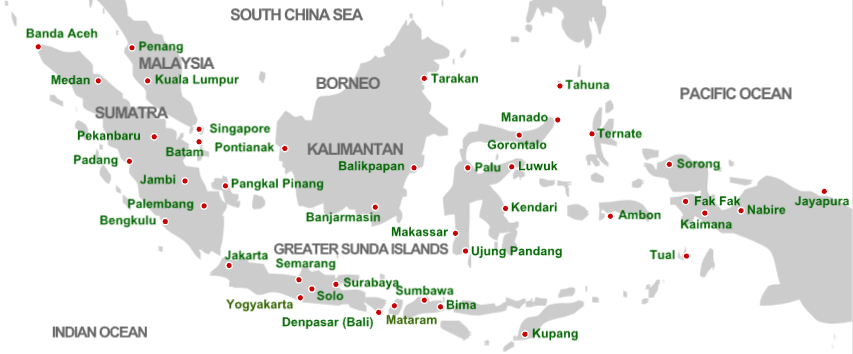 SOUTH CHINA SEA
Banda Aceh
Penang
MALAYSIA
Medan
Kuala Lumpur
BORNEO
Tarakan
Tahuna
PACIFIC OCEAN
SUMATRA
Manado
Singapore
Pekanbaru
Ternate
Gorontalo
Batam
Pontianak
KALIMANTAN
Padang
Balikpapan
Palu
Luwuk
Sorong
Jambi
Pangkal Pinang
Palembang
Fak Fak
Jayapura
Kendari
Nabire
Bengkulu
Banjarmasin
Ambon
Kaimana
Makassar
GREATER SUNDA ISLANDS
Ujung Pandang
Jakarta
Tual
Semarang
Surabaya
Sumbawa
Solo
Yogyakarta
Bima
Denpasar (Bali)
Mataram
INDIAN OCEAN
Kupang